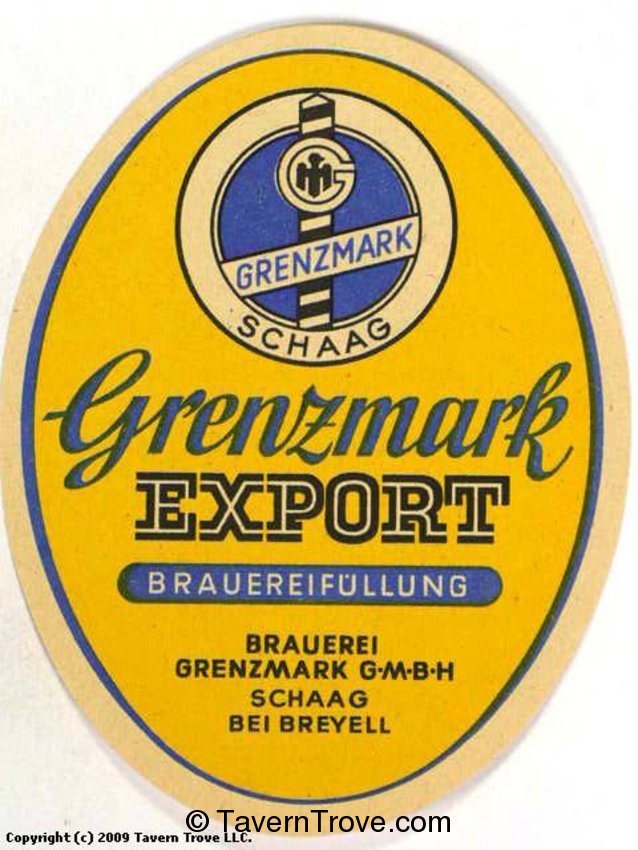 G
GRENZMARK
SCHAAG
Grenzmark
EXPORT
BRAUEREIFÜLLUNG
BRAUEREI
GRENZMARK G·M·B·H
SCHAAG
BEI BREYELL
© TavernTrove.com
Copyright (c) 2009 Tavern Trove LLC.